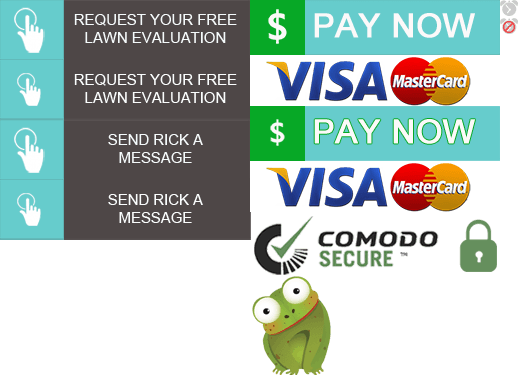 REQUEST YOUR FREE
LAWN EVALUATION
REQUEST YOUR FREE
LAWN EVALUATION
SEND RICK A
MESSAGE
SEND RICK A
MESSAGE
$ PAY NOW
VISA MasterCard
$ PAY NOW
VISA MasterCard
COMODO
SECURE ™